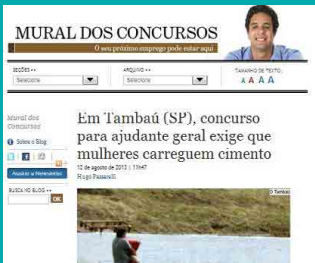 MURAL DOS CONCURSOS
O seu próximo emprego pode estar aqui
SEÇÕES
Selecione
ARQUIVO
Selecione
TAMANHO DE TEXTO
A A A A
Mural dos
Concursos
Sobre o Blog
Assine a Newsletter
BUSCA NO BLOG
OK
Em Tambaú (SP), concurso
para ajudante geral exige que
mulheres carreguem cimento
12 de agosto de 2013 | 11h47
Hugo Passarelli